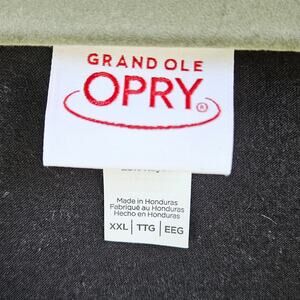 GRAND OLE
OPRY®
Made in Honduras
Fabriqué au Honduras
Hecho en Honduras
XXL | TTG | EEG